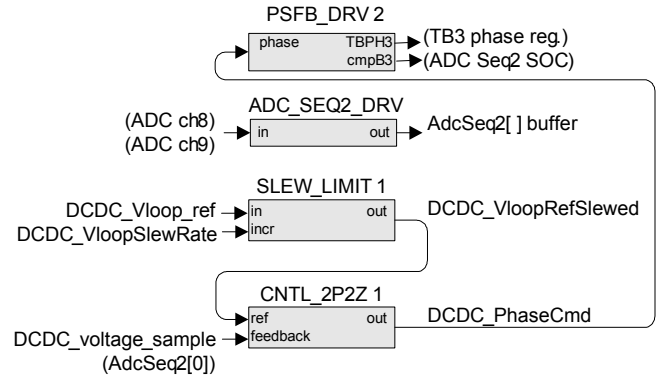 PSFB_DRV 2
phase TBPH3 (TB3 phase reg.)
cmpB3 (ADC Seq2 SOC)
ADC_SEQ2_DRV
(ADC ch8)
(ADC ch9)
in out AdcSeq2[ ] buffer
SLEW_LIMIT 1
DCDC_Vloop_ref in out DCDC_VloopRefSlewed
DCDC_VloopSlewRate incr
CNTL_2P2Z 1
ref out DCDC_PhaseCmd
DCDC_voltage_sample feedback
(AdcSeq2[0])